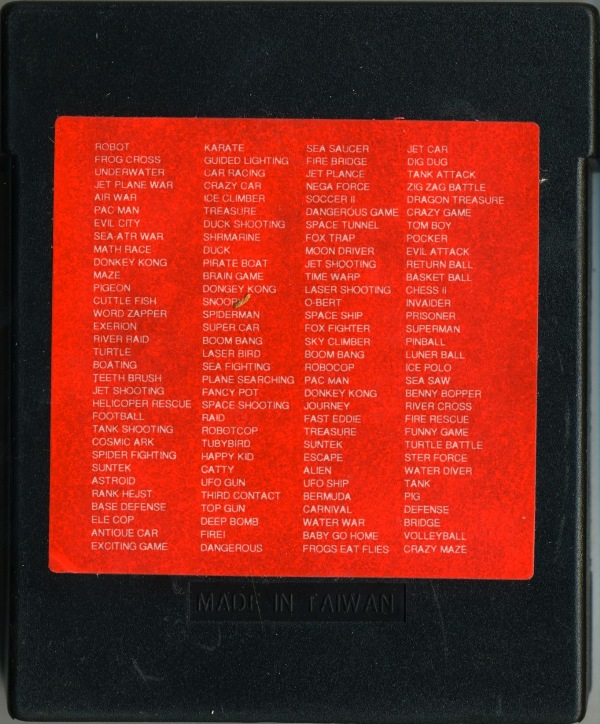 ROBOT
FROG CROSS
UNDERWATER
JET PLANE WAR
AIR WAR
PAC MAN
EVIL CITY
SEA-ATR WAR
MATH RACE
DONKEY KONG
MAZE
PIGEON
CUTTLE FISH
WORD ZAPPER
EXERION
RIVER RAID
TURTLE
BOATING
TEETH BRUSH
JET SHOOTING
HELICOPER RESCUE
FOOTBALL
TANK SHOOTING
COSMIC ARK
SPIDER FIGHTING
SUNTEK
ASTROID
RANK HEJST
BASE DEFENSE
ELE COP
ANTIOUE CAR
EXCITING GAME
KARATE
GUIDED LIGHTING
CAR RACING
CRAZY CAR
ICE CLIMBER
TREASURE
DUCK SHOOTING
SHRMARINE
DUCK
PIRATE BOAT
BRAIN GAME
DONGEY KONG
SNOOPY
SPIDERMAN
SUPER CAR
BOOM BANG
LASER BIRD
SEA FIGHTING
PLANE SEARCHING
FANCY POT
SPACE SHOOTING
RAID
ROBOTCOP
TUBYBIRD
HAPPY KID
CATTY
UFO GUN
THIRD CONTACT
TOP GUN
DEEP BOMB
FIREI
DANGEROUS
SEA SAUCER
FIRE BRIDGE
JET PLANCE
NEGA FORCE
SOCCER II
DANGEROUS GAME
SPACE TUNNEL
FOX TRAP
MOON DRIVER
JET SHOOTING
TIME WARP
LASER SHOOTING
O-BERT
SPACE SHIP
FOX FIGHTER
SKY CLIMBER
BOOM BANG
ROBOCOP
PAC MAN
DONKEY KONG
JOURNEY
FAST EDDIE
TREASURE
SUNTEK
ESCAPE
ALIEN
UFO SHIP
BERMUDA
CARNIVAL
WATER WAR
BABY GO HOME
FROGS EAT FLIES
JET CAR
DIG DUG
TANK ATTACK
ZIG ZAG BATTLE
DRAGON TREASURE
CRAZY GAME
TOM BOY
POCKER
EVIL ATTACK
RETURN BALL
BASKET BALL
CHESS II
INVAIDER
PRISONER
SUPERMAN
PINBALL
LUNER BALL
ICE POLO
SEA SAW
BENNY BOPPER
RIVER CROSS
FIRE RESCUE
FUNNY GAME
TURTLE BATTLE
STER FORCE
WATER DIVER
TANK
PIG
DEFENSE
BRIDGE
VOLLEYBALL
CRAZY MAZE
MADE IN TAIWAN